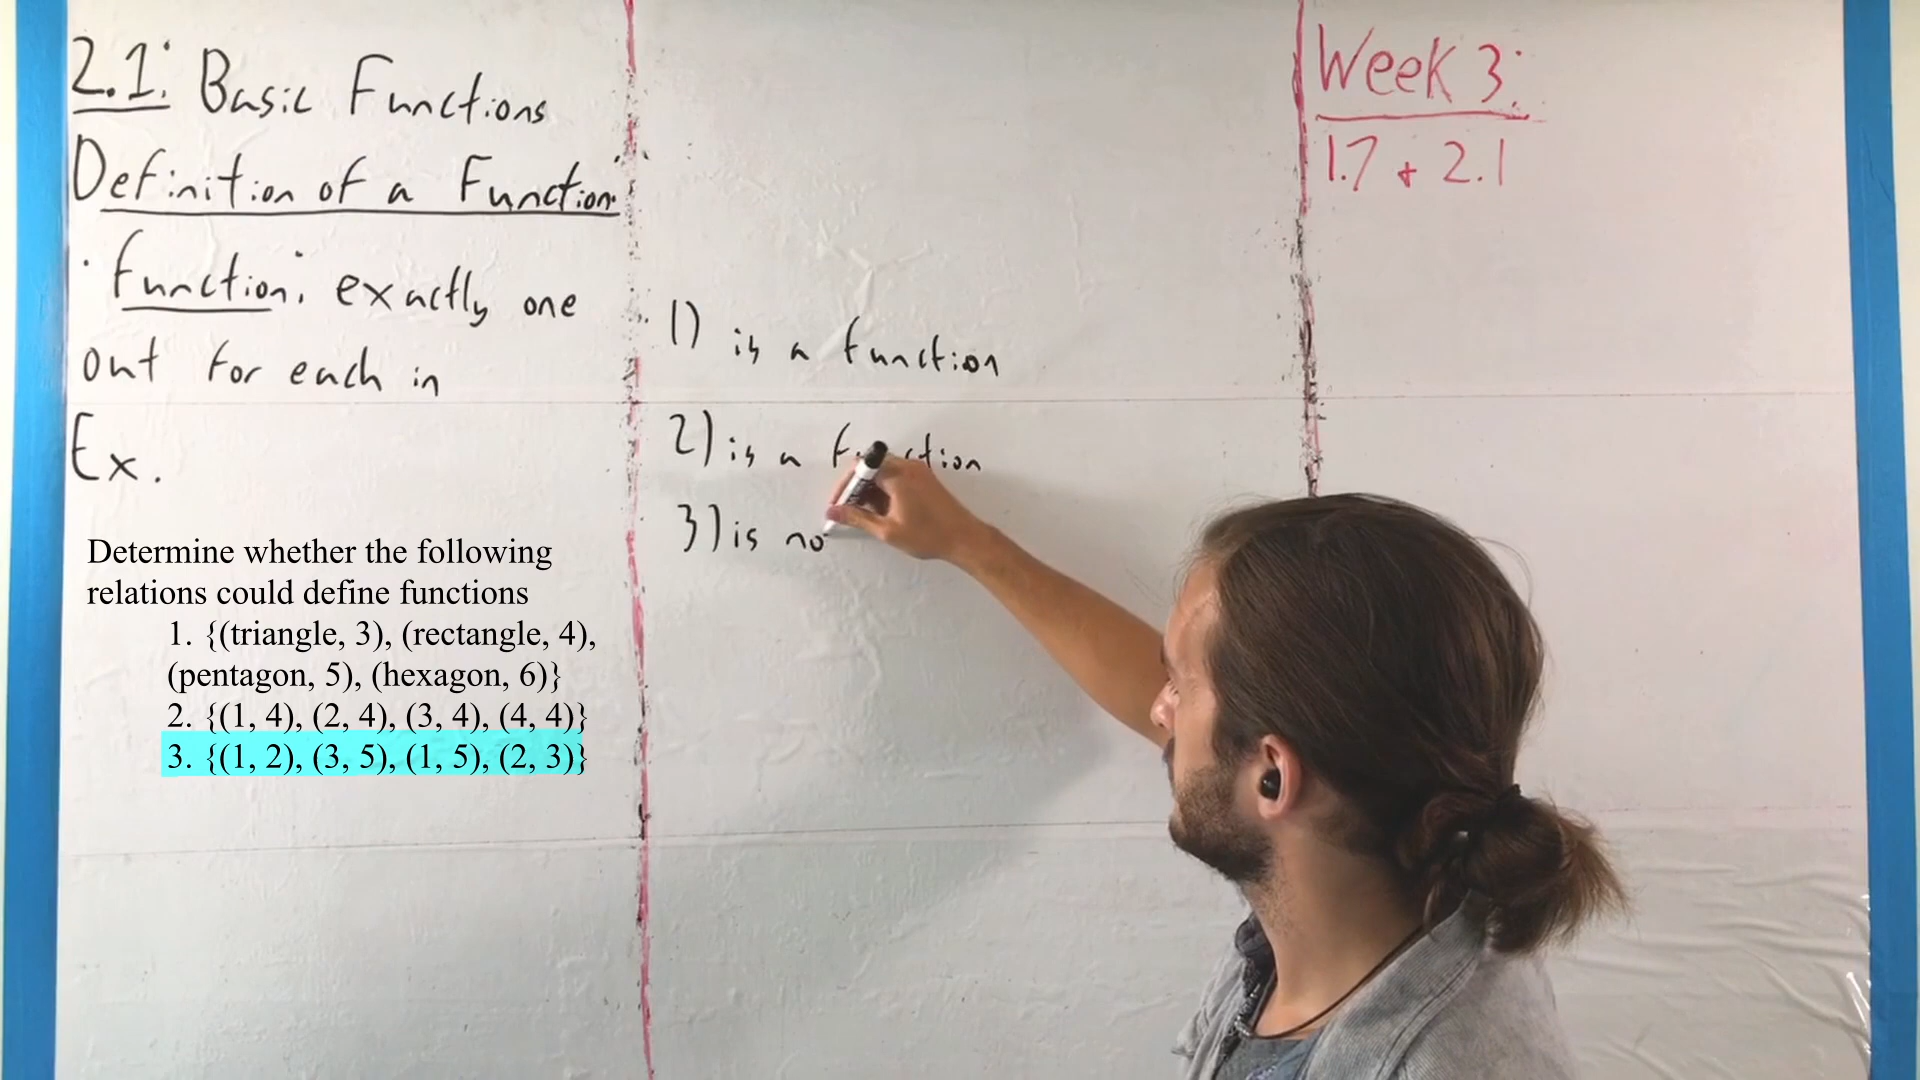 2.1: Basic Functions
Definition of a Function
· Function: exactly one
out for each in
Ex.
Determine whether the following
relations could define functions
1. {(triangle, 3), (rectangle, 4),
(pentagon, 5), (hexagon, 6)}
2. {(1, 4), (2, 4), (3, 4), (4, 4)}
3. {(1, 2), (3, 5), (1, 5), (2, 3)}
1) is a function
2) is a function
3) is no
Week 3:
1.7 + 2.1